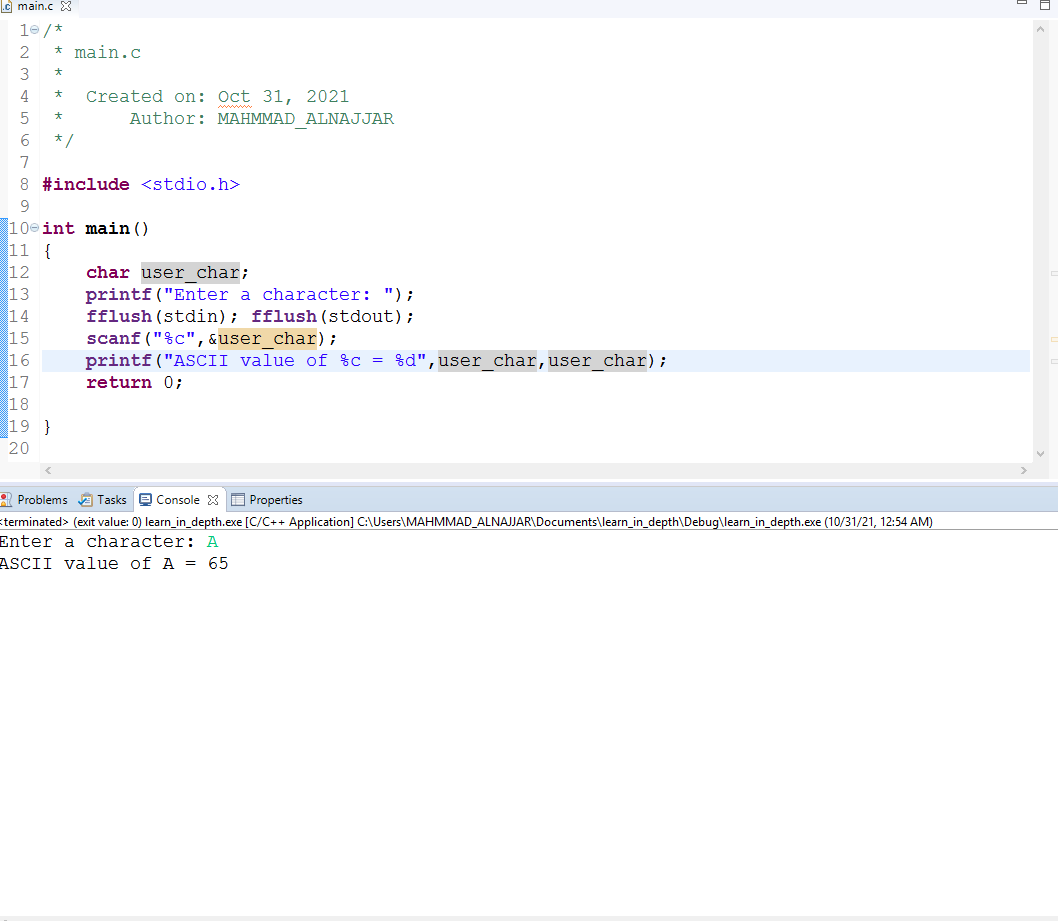 main.c
1 /*
2  * main.c
3  *
4  *  Created on: Oct 31, 2021
5  *      Author: MAHMMAD_ALNAJJAR
6  */
7
8 #include <stdio.h>
9
10 int main()
11 {
12     char user_char;
13     printf("Enter a character: ");
14     fflush(stdin); fflush(stdout);
15     scanf("%c",&user_char);
16     printf("ASCII value of %c = %d",user_char,user_char);
17     return 0;
18
19 }
20
Problems Tasks Console Properties
<terminated> (exit value: 0) learn_in_depth.exe [C/C++ Application] C:\Users\MAHMMAD_ALNAJJAR\Documents\learn_in_depth\Debug\learn_in_depth.exe (10/31/21, 12:54 AM)
Enter a character: A
ASCII value of A = 65